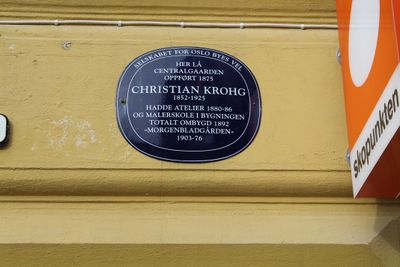 SELSKABET FOR OSLO BYES VEL
HER LÅ
CENTRALGAARDEN
OPPFØRT 1875
CHRISTIAN KROHG
1852-1925
HADDE ATELIER 1880-86
OG MALERSKOLE I BYGNINGEN
TOTALT OMBYGD 1892
«MORGENBLADGÅRDEN»
1903-76
skopunkten